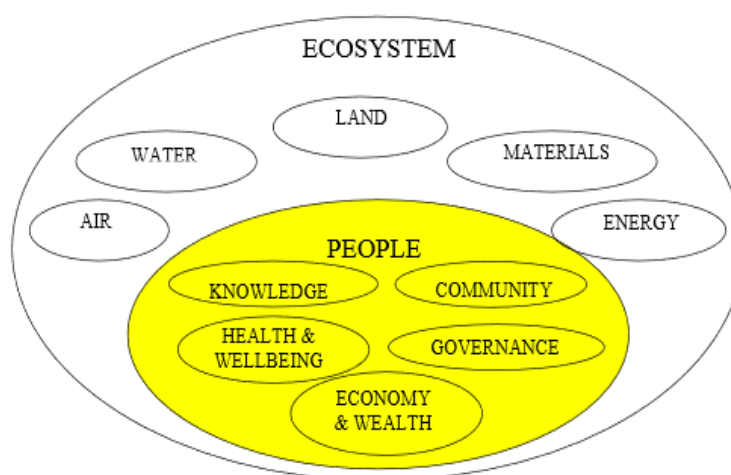 ECOSYSTEM
LAND
WATER
MATERIALS
AIR
ENERGY
PEOPLE
KNOWLEDGE
COMMUNITY
HEALTH &
WELLBEING
GOVERNANCE
ECONOMY
& WEALTH